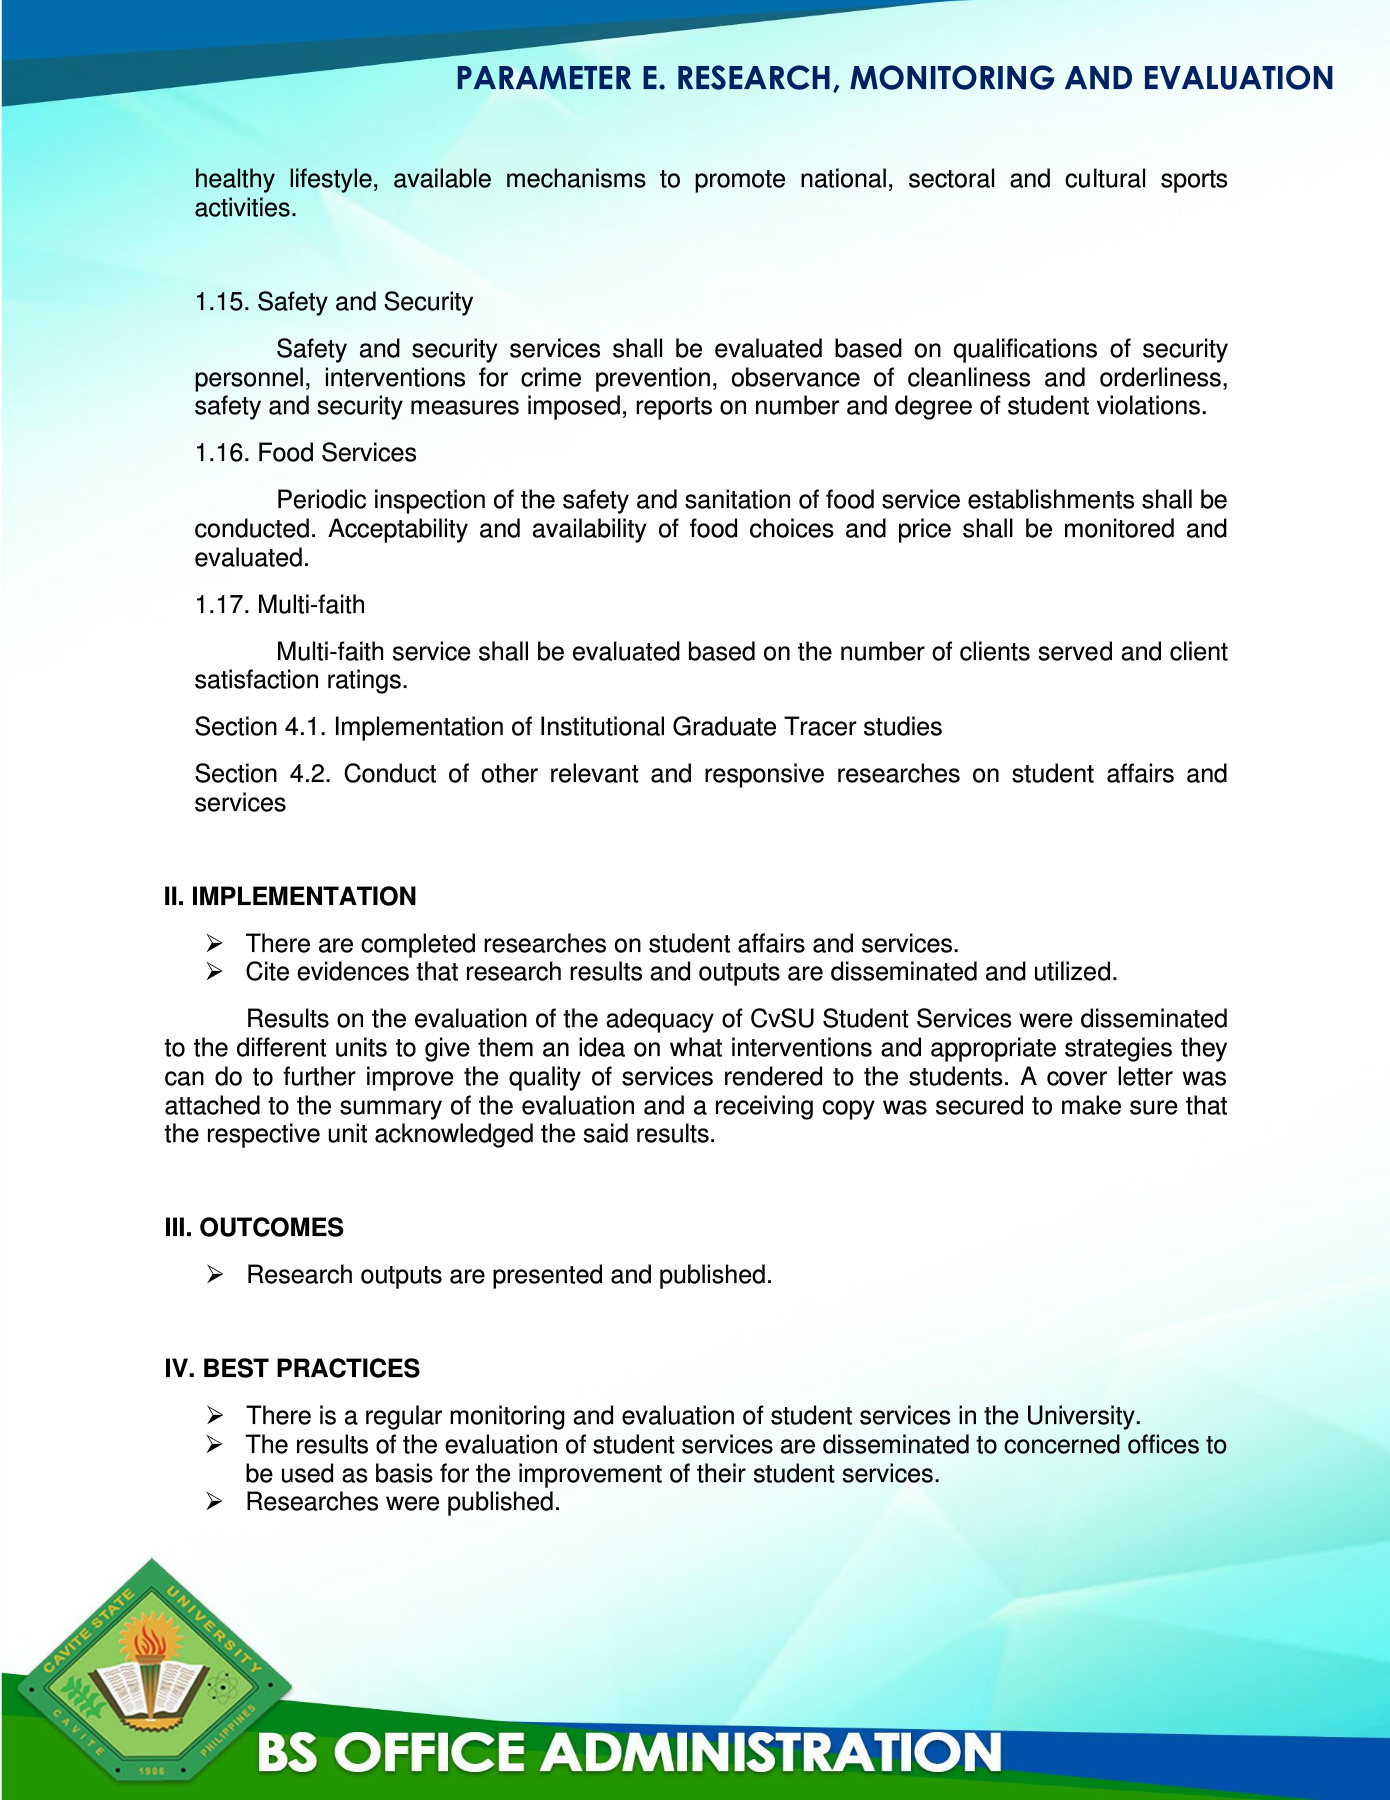 PARAMETER E. RESEARCH, MONITORING AND EVALUATION
healthy lifestyle, available mechanisms to promote national, sectoral and cultural sports
activities.
1.15. Safety and Security
Safety and security services shall be evaluated based on qualifications of security
personnel, interventions for crime prevention, observance of cleanliness and orderliness,
safety and security measures imposed, reports on number and degree of student violations.
1.16. Food Services
Periodic inspection of the safety and sanitation of food service establishments shall be
conducted. Acceptability and availability of food choices and price shall be monitored and
evaluated.
1.17. Multi-faith
Multi-faith service shall be evaluated based on the number of clients served and client
satisfaction ratings.
Section 4.1. Implementation of Institutional Graduate Tracer studies
Section 4.2. Conduct of other relevant and responsive researches on student affairs and
services
II. IMPLEMENTATION
➢ There are completed researches on student affairs and services.
➢ Cite evidences that research results and outputs are disseminated and utilized.
Results on the evaluation of the adequacy of CvSU Student Services were disseminated
to the different units to give them an idea on what interventions and appropriate strategies they
can do to further improve the quality of services rendered to the students. A cover letter was
attached to the summary of the evaluation and a receiving copy was secured to make sure that
the respective unit acknowledged the said results.
III. OUTCOMES
➢ Research outputs are presented and published.
IV. BEST PRACTICES
➢ There is a regular monitoring and evaluation of student services in the University.
➢ The results of the evaluation of student services are disseminated to concerned offices to
be used as basis for the improvement of their student services.
➢ Researches were published.
CAVITE STATE UNIVERSITY
CAVITE PHILIPPINES
1906
BS OFFICE ADMINISTRATION